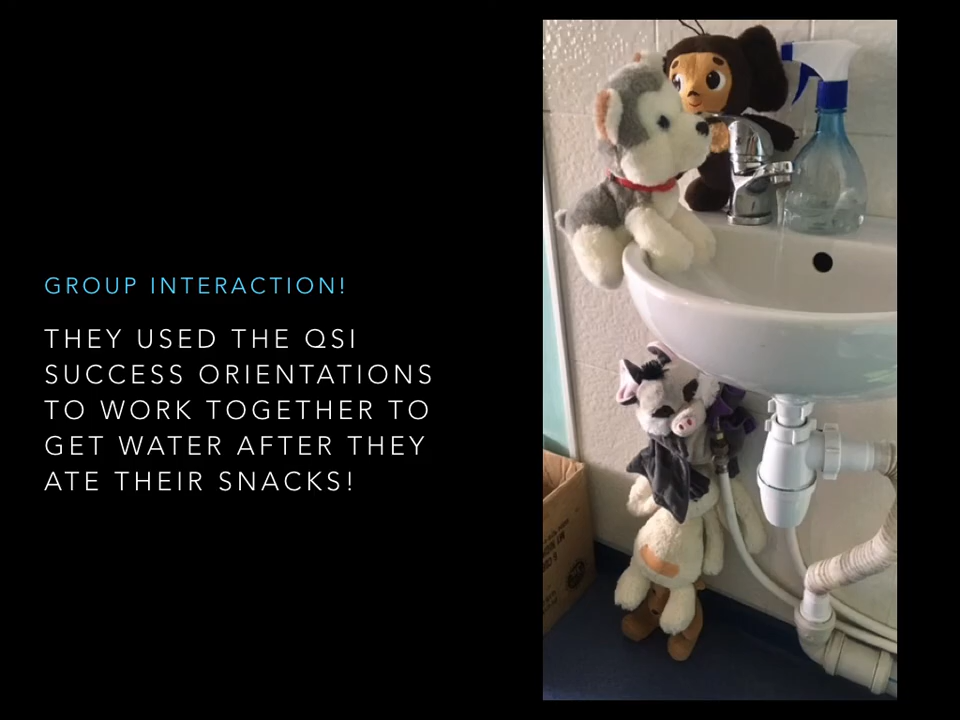 GROUP INTERACTION!
THEY USED THE QSI
SUCCESS ORIENTATIONS
TO WORK TOGETHER TO
GET WATER AFTER THEY
ATE THEIR SNACKS!